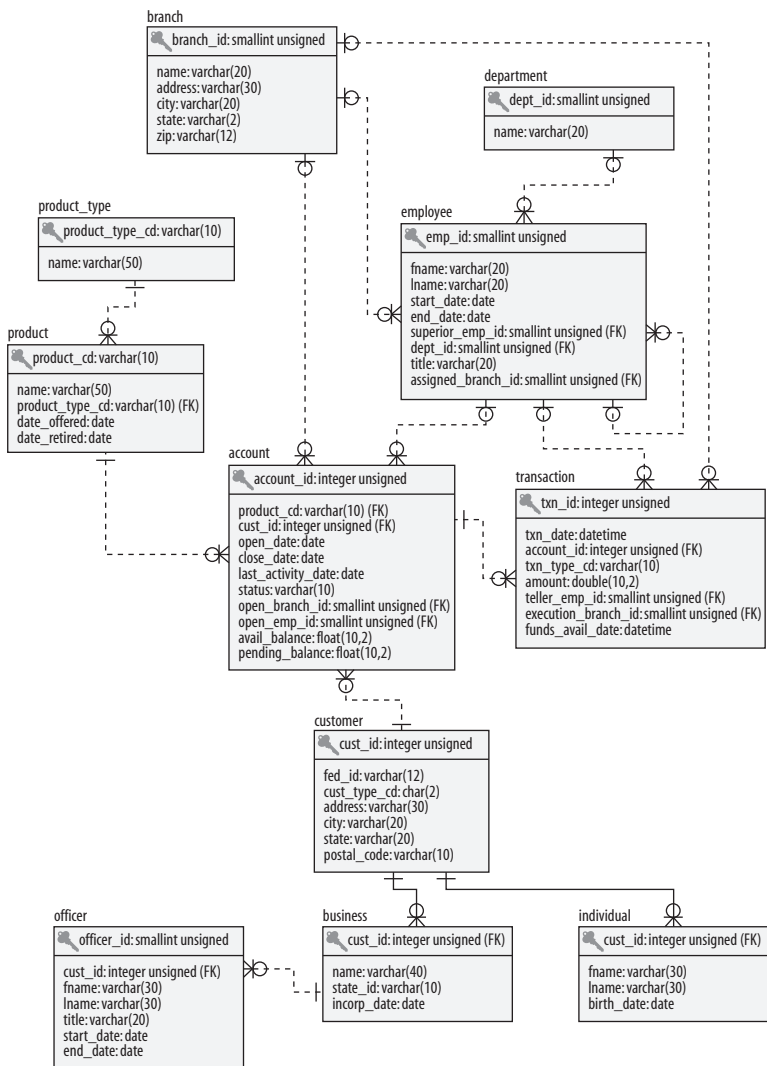 branch
branch_id: smallint unsigned
name: varchar(20)
address: varchar(30)
city: varchar(20)
state: varchar(2)
zip: varchar(12)
department
dept_id: smallint unsigned
name: varchar(20)
product_type
product_type_cd: varchar(10)
name: varchar(50)
employee
emp_id: smallint unsigned
fname: varchar(20)
lname: varchar(20)
start_date: date
end_date: date
superior_emp_id: smallint unsigned (FK)
dept_id: smallint unsigned (FK)
title: varchar(20)
assigned_branch_id: smallint unsigned (FK)
product
product_cd: varchar(10)
name: varchar(50)
product_type_cd: varchar(10) (FK)
date_offered: date
date_retired: date
account
account_id: integer unsigned
product_cd: varchar(10) (FK)
cust_id: integer unsigned (FK)
open_date: date
close_date: date
last_activity_date: date
status: varchar(10)
open_branch_id: smallint unsigned (FK)
open_emp_id: smallint unsigned (FK)
avail_balance: float(10,2)
pending_balance: float(10,2)
transaction
txn_id: integer unsigned
txn_date: datetime
account_id: integer unsigned (FK)
txn_type_cd: varchar(10)
amount: double(10,2)
teller_emp_id: smallint unsigned (FK)
execution_branch_id: smallint unsigned (FK)
funds_avail_date: datetime
customer
cust_id: integer unsigned
fed_id: varchar(12)
cust_type_cd: char(2)
address: varchar(30)
city: varchar(20)
state: varchar(20)
postal_code: varchar(10)
officer
officer_id: smallint unsigned
cust_id: integer unsigned (FK)
fname: varchar(30)
lname: varchar(30)
title: varchar(20)
start_date: date
end_date: date
business
cust_id: integer unsigned (FK)
name: varchar(40)
state_id: varchar(10)
incorp_date: date
individual
cust_id: integer unsigned (FK)
fname: varchar(30)
lname: varchar(30)
birth_date: date